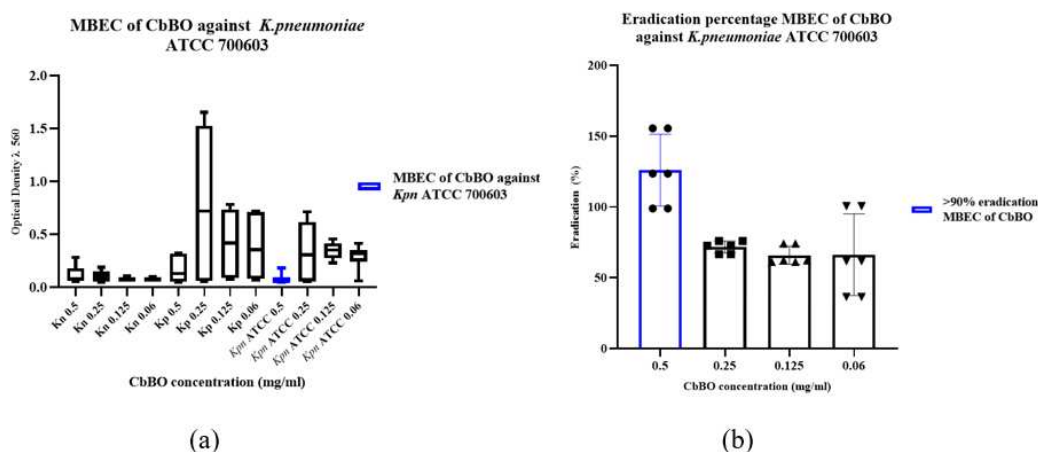 MBEC of CbBO against K.pneumoniae
ATCC 700603
Optical Density λ 560
2.0
1.5
1.0
0.5
0.0
Kn 0.5
Kn 0.25
Kn 0.125
Kn 0.06
Kp 0.5
Kp 0.25
Kp 0.125
Kp 0.06
Kpn ATCC 0.5
Kpn ATCC 0.25
Kpn ATCC 0.125
Kpn ATCC 0.06
CbBO concentration (mg/ml)
MBEC of CbBO against
Kpn ATCC 700603
(a)
Eradication percentage MBEC of CbBO
against K.pneumoniae ATCC 700603
Eradication (%)
200
150
100
50
0
0.5
0.25
0.125
0.06
CbBO concentration (mg/ml)
>90% eradication
MBEC of CbBO
(b)